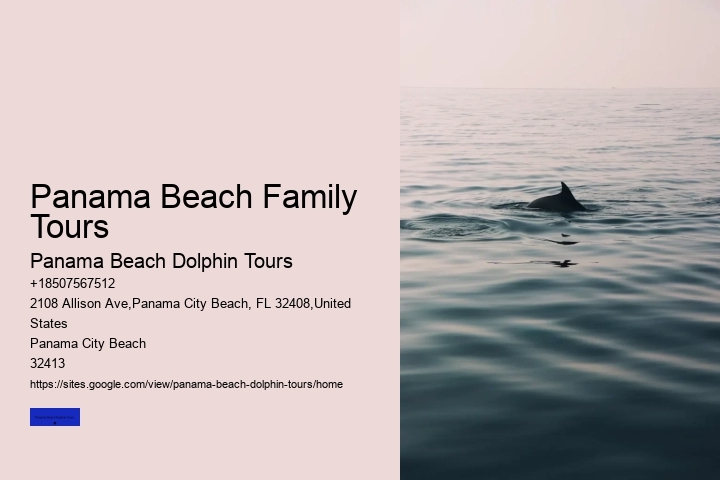 Panama Beach Family
Tours
Panama Beach Dolphin Tours
+18507567512
2108 Allison Ave,Panama City Beach, FL 32408,United
States
Panama City Beach
32413
https://sites.google.com/view/panama-beach-dolphin-tours/home